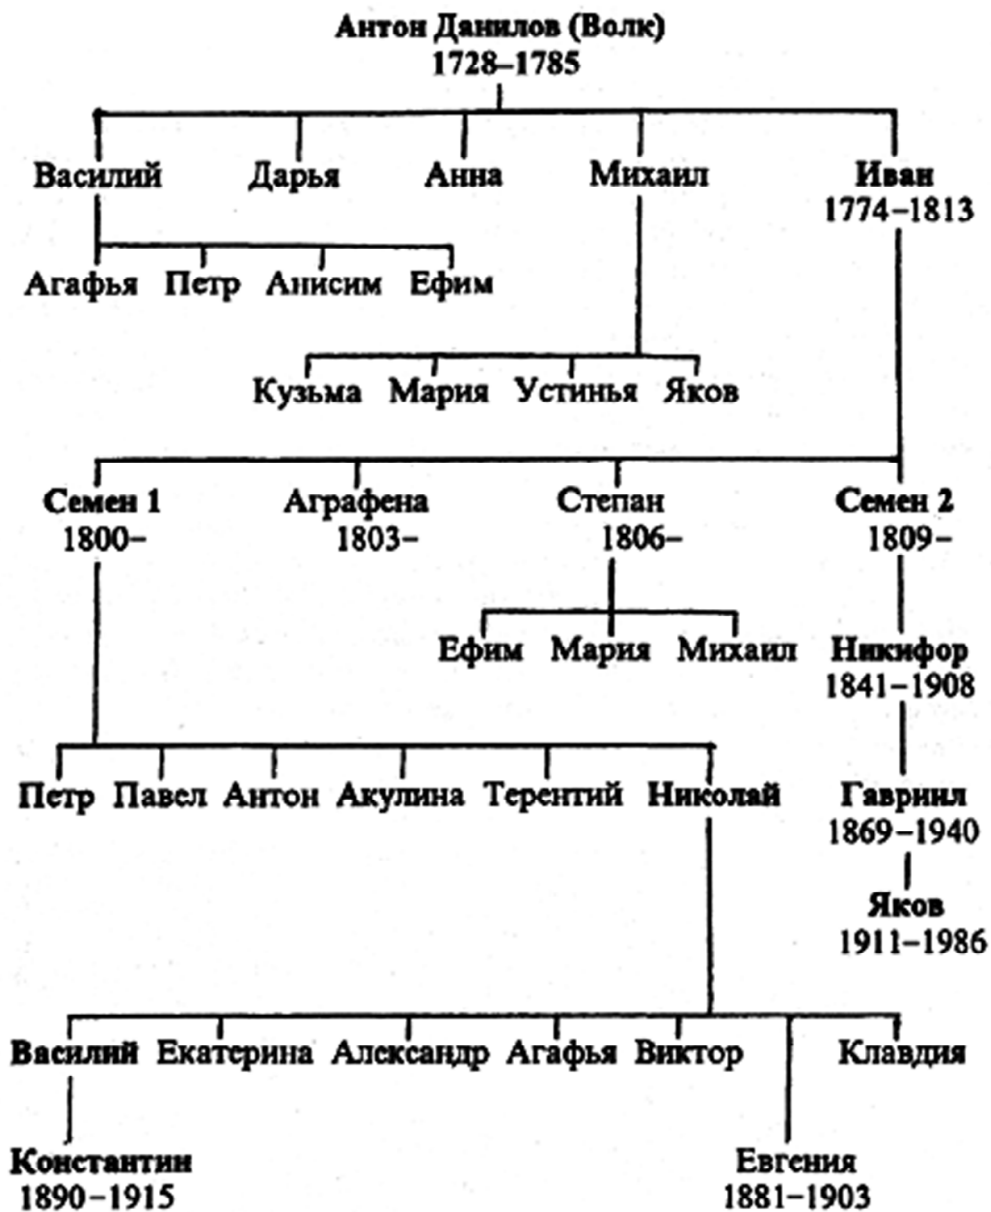 Антон Данилов (Волк)
1728–1785
Василий Дарья Анна Михаил Иван
1774–1813
Агафья Петр Анисим Ефим
Кузьма Мария Устинья Яков
Семен 1 Аграфена Степан Семен 2
1800– 1803– 1806– 1809–
Ефим Мария Михаил Никифор
1841–1908
Петр Павел Антон Акулина Терентий Николай Гавриил
1869–1940
Яков
1911–1986
Василий Екатерина Александр Агафья Виктор Клавдия
Константин Евгения
1890–1915 1881–1903